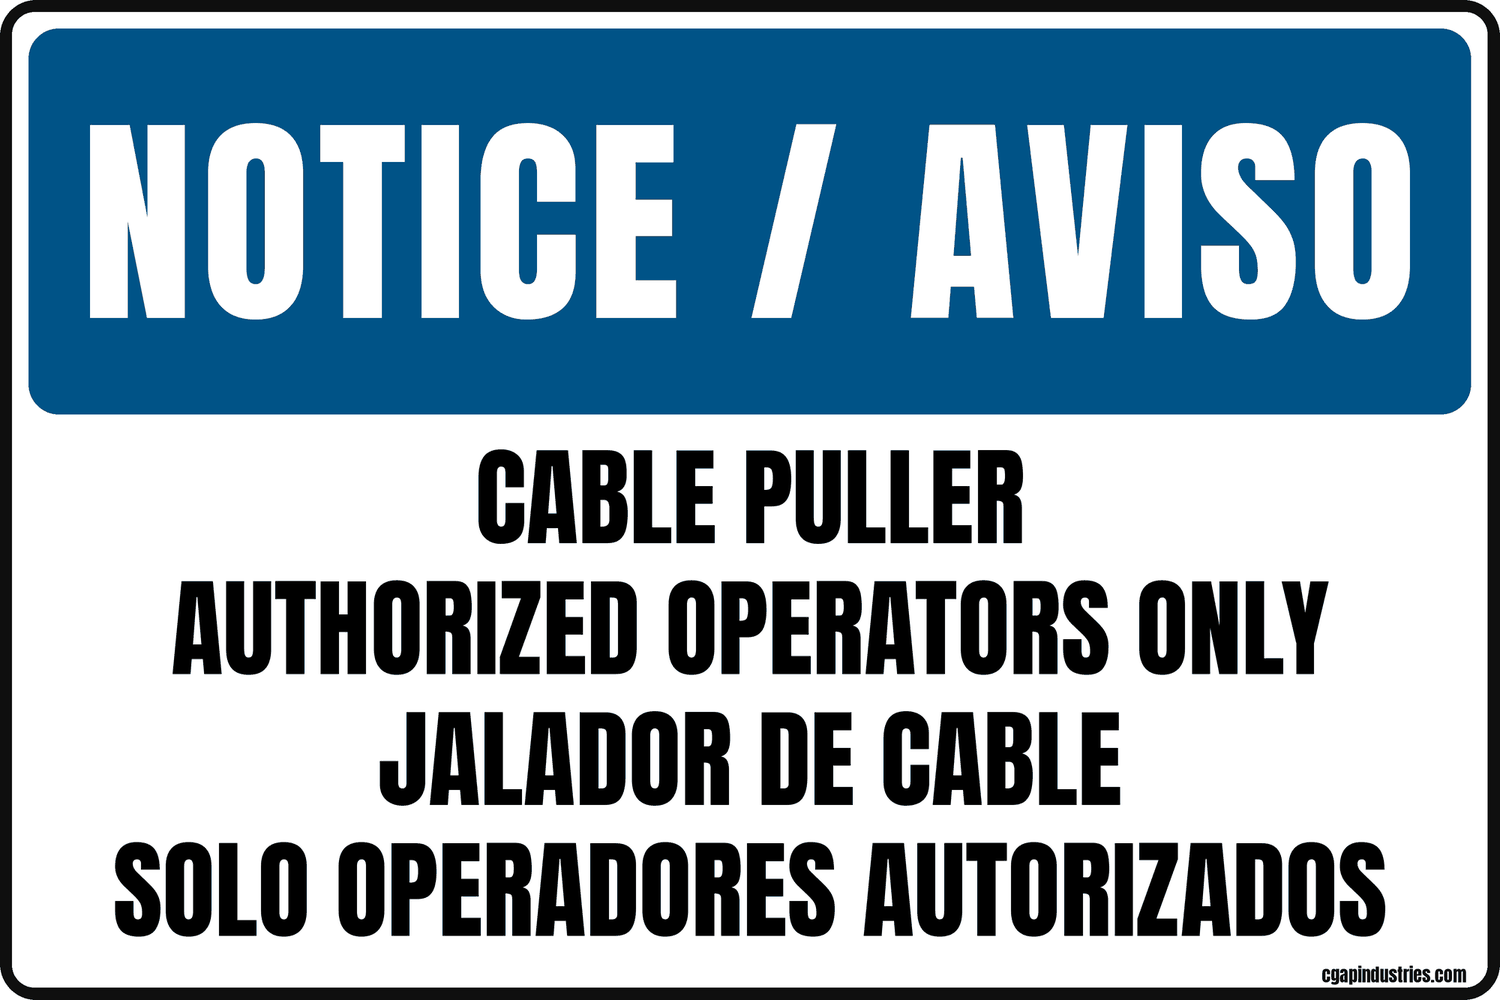 NOTICE / AVISO
CABLE PULLER
AUTHORIZED OPERATORS ONLY
JALADOR DE CABLE
SOLO OPERADORES AUTORIZADOS
cgapindustries.com